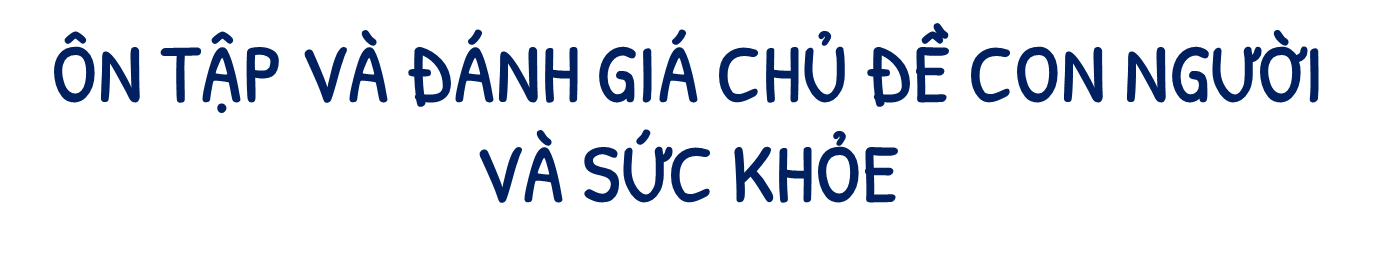 ÔN TẬP VÀ ĐÁNH GIÁ CHỦ ĐỀ CON NGƯỜI
VÀ SỨC KHỎE